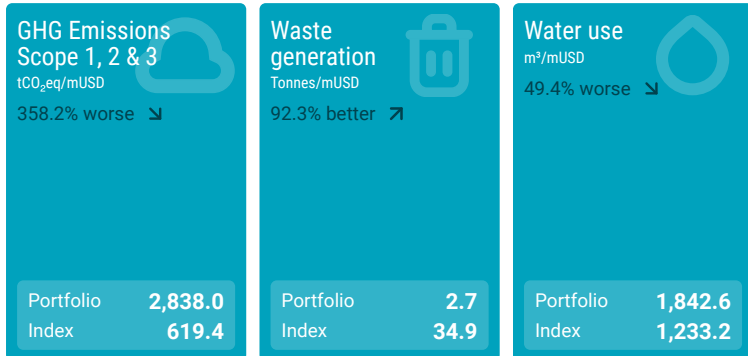 GHG Emissions
Scope 1, 2 & 3
tCO₂eq/mUSD
358.2% worse
Portfolio 2,838.0
Index 619.4
Waste
generation
Tonnes/mUSD
92.3% better
Portfolio 2.7
Index 34.9
Water use
m³/mUSD
49.4% worse
Portfolio 1,842.6
Index 1,233.2